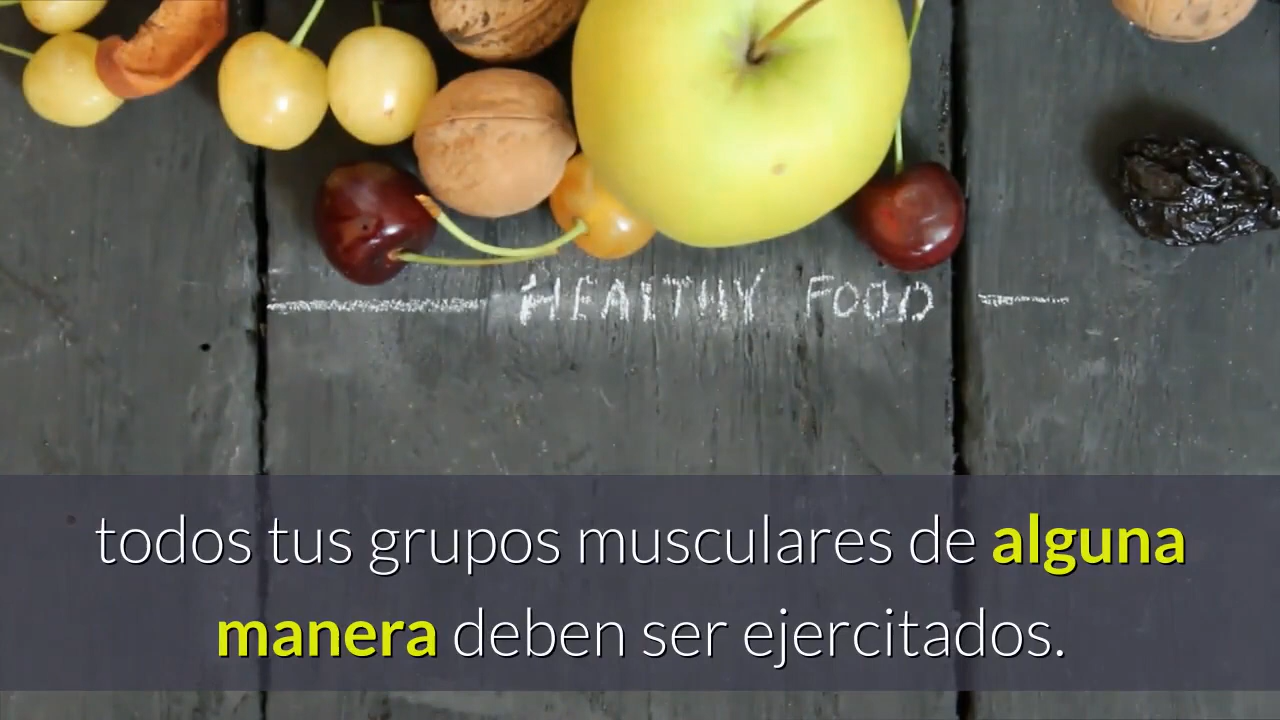 HEALTHY FOOD
todos tus grupos musculares de alguna
manera deben ser ejercitados.